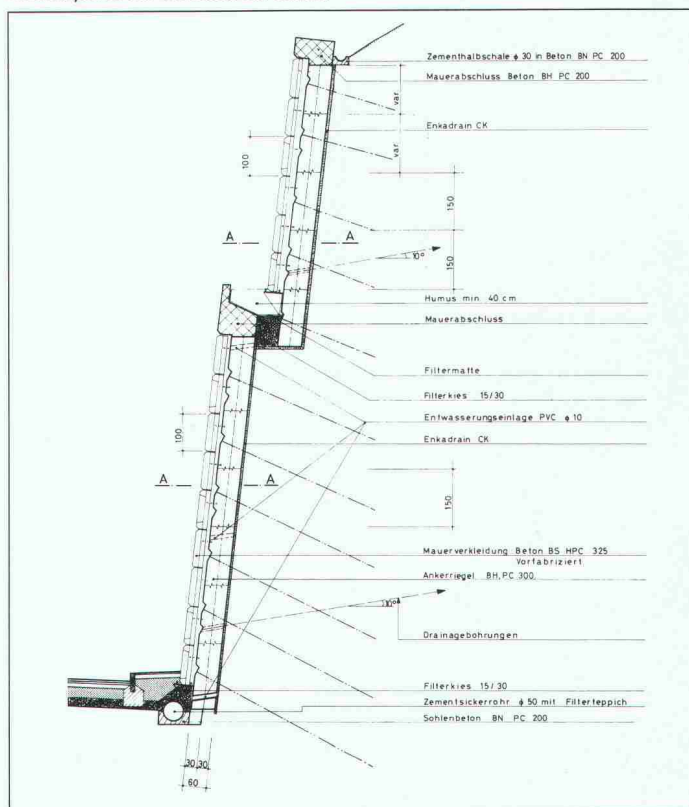 Zementhalbschale ϕ 30 in Beton BN PC 200
Mauerabschluss Beton BH PC 200
var.
Enkadrain CK
var.
100
150
A A
10°
150
Humus min 40 cm
Mauerabschluss
Filtermatte
Filterkies 15/30
Entwässerungseinlage PVC ϕ 10
100
Enkadrain CK
A A
150
Mauerverkleidung Beton BS HPC 325
Vorfabriziert
Ankerriegel BH, PC 300.
10°
Drainagebohrungen
Filterkies 15/30
Zementsickerrohr ϕ 50 mit Filterteppich
Sohlenbeton BN PC 200
30 30
60